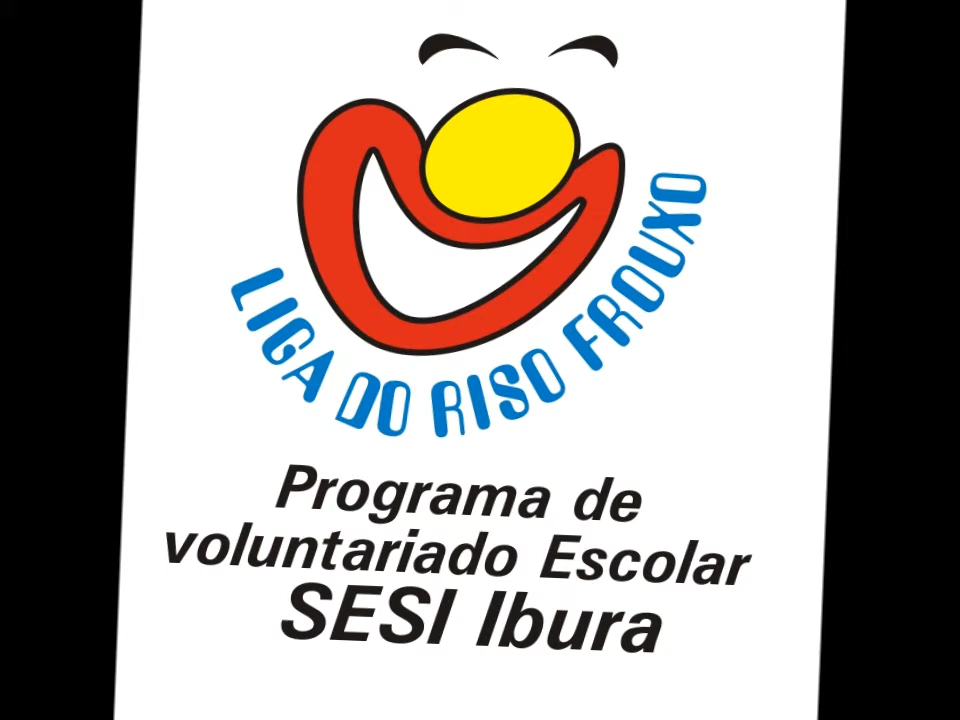 LIGA DO RISO FROUXO
Programa de
voluntariado Escolar
SESI Ibura